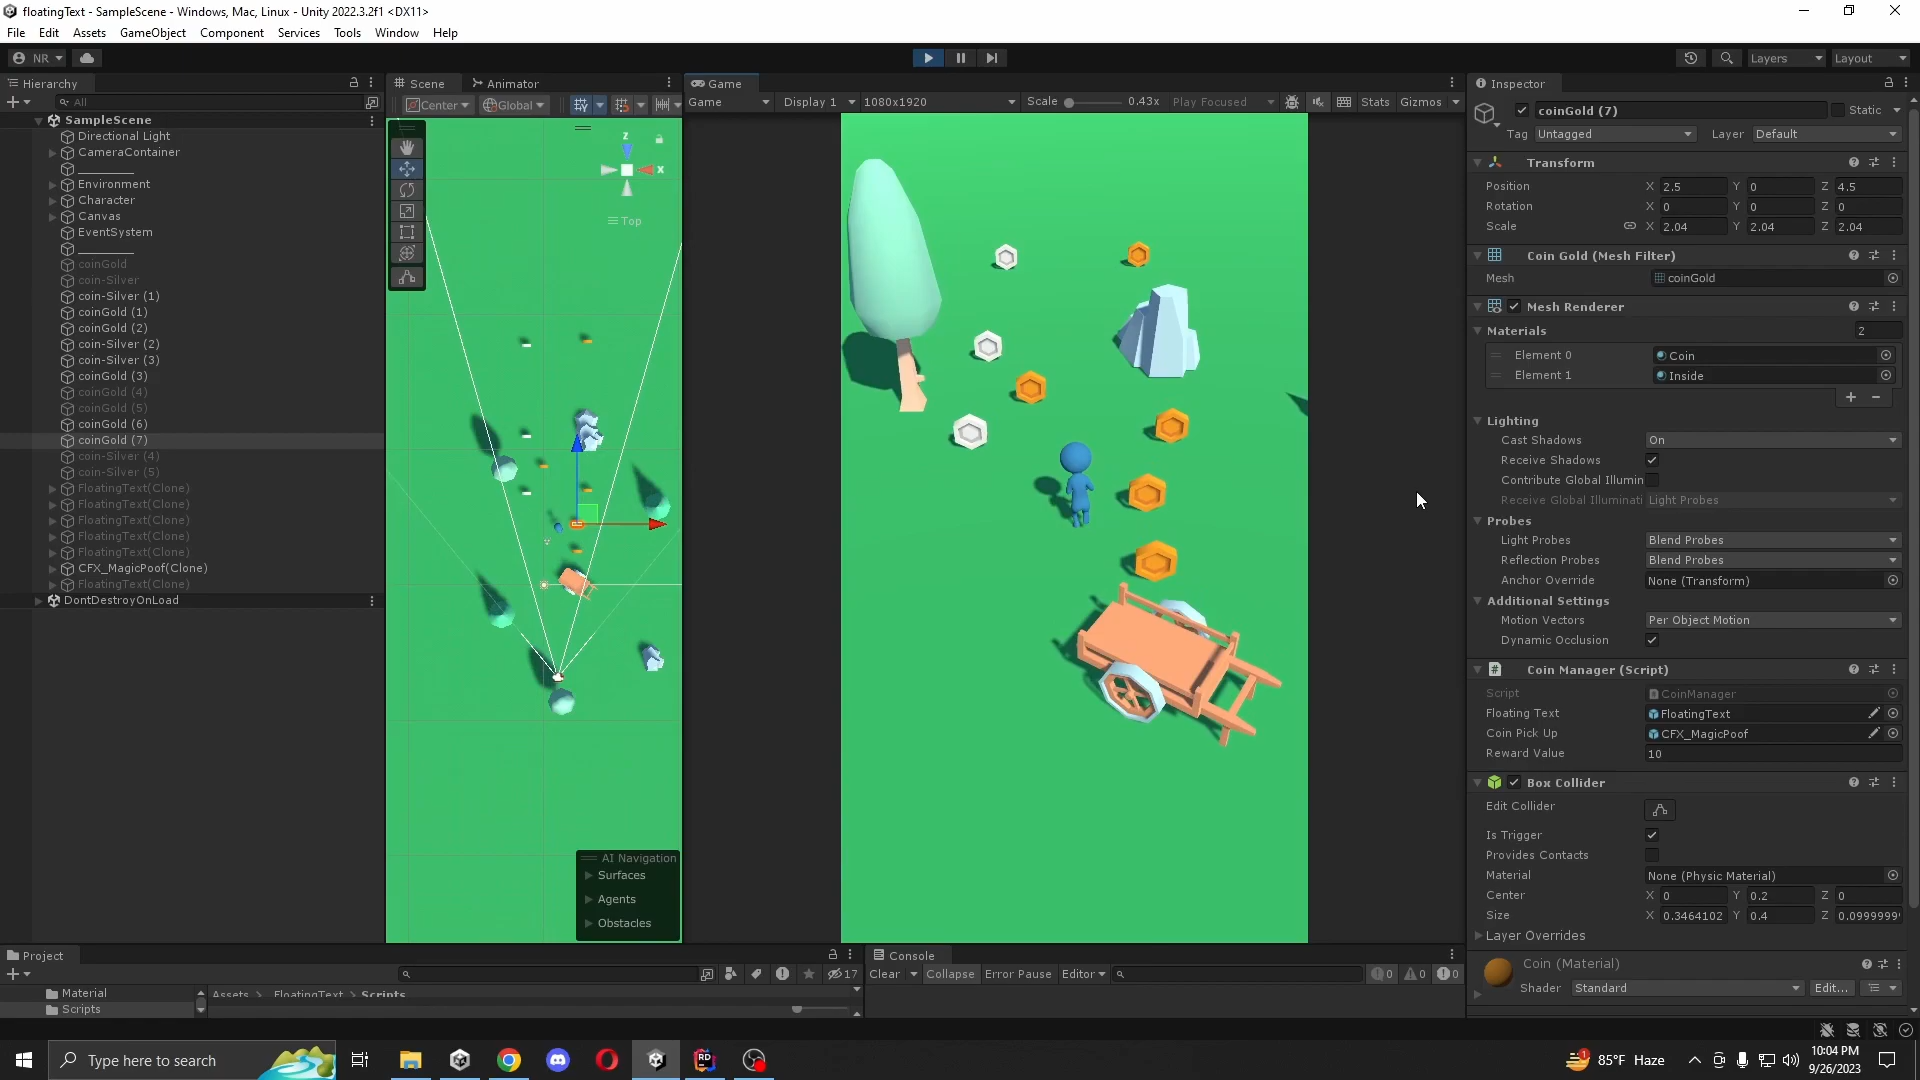 floatingText - SampleScene - Windows, Mac, Linux - Unity 2022.3.2f1 <DX11>
File Edit Assets GameObject Component Services Tools Window Help
NR
Layers Layout
Hierarchy
All
SampleScene
Directional Light
CameraContainer
________
Environment
Character
Canvas
EventSystem
________
coinGold
coin-Silver
coin-Silver (1)
coinGold (1)
coinGold (2)
coin-Silver (2)
coin-Silver (3)
coinGold (3)
coinGold (4)
coinGold (5)
coinGold (6)
coinGold (7)
coin-Silver (4)
coin-Silver (5)
FloatingText(Clone)
FloatingText(Clone)
FloatingText(Clone)
FloatingText(Clone)
FloatingText(Clone)
CFX_MagicPoof(Clone)
FloatingText(Clone)
DontDestroyOnLoad
Scene Animator
Center Global
z
x
Top
AI Navigation
Surfaces
Agents
Obstacles
Game
Game Display 1 1080x1920 Scale 0.43x Play Focused Stats Gizmos
Inspector
coinGold (7) Static
Tag Untagged Layer Default
Transform
Position X 2.5 Y 0 Z 4.5
Rotation X 0 Y 0 Z 0
Scale X 2.04 Y 2.04 Z 2.04
Coin Gold (Mesh Filter)
Mesh coinGold
Mesh Renderer
Materials 2
Element 0 Coin
Element 1 Inside
Lighting
Cast Shadows On
Receive Shadows
Contribute Global Illumin
Receive Global Illuminati Light Probes
Probes
Light Probes Blend Probes
Reflection Probes Blend Probes
Anchor Override None (Transform)
Additional Settings
Motion Vectors Per Object Motion
Dynamic Occlusion
Coin Manager (Script)
Script CoinManager
Floating Text FloatingText
Coin Pick Up CFX_MagicPoof
Reward Value 10
Box Collider
Edit Collider
Is Trigger
Provides Contacts
Material None (Physic Material)
Center X 0 Y 0.2 Z 0
Size X 0.3464102 Y 0.4 Z 0.0999999
Layer Overrides
Coin (Material)
Shader Standard Edit...
Project
17
Material
Scripts
Assets > FloatingText > Scripts
Console
Clear Collapse Error Pause Editor 0 0 0
Type here to search
85°F Haze
10:04 PM
9/26/2023